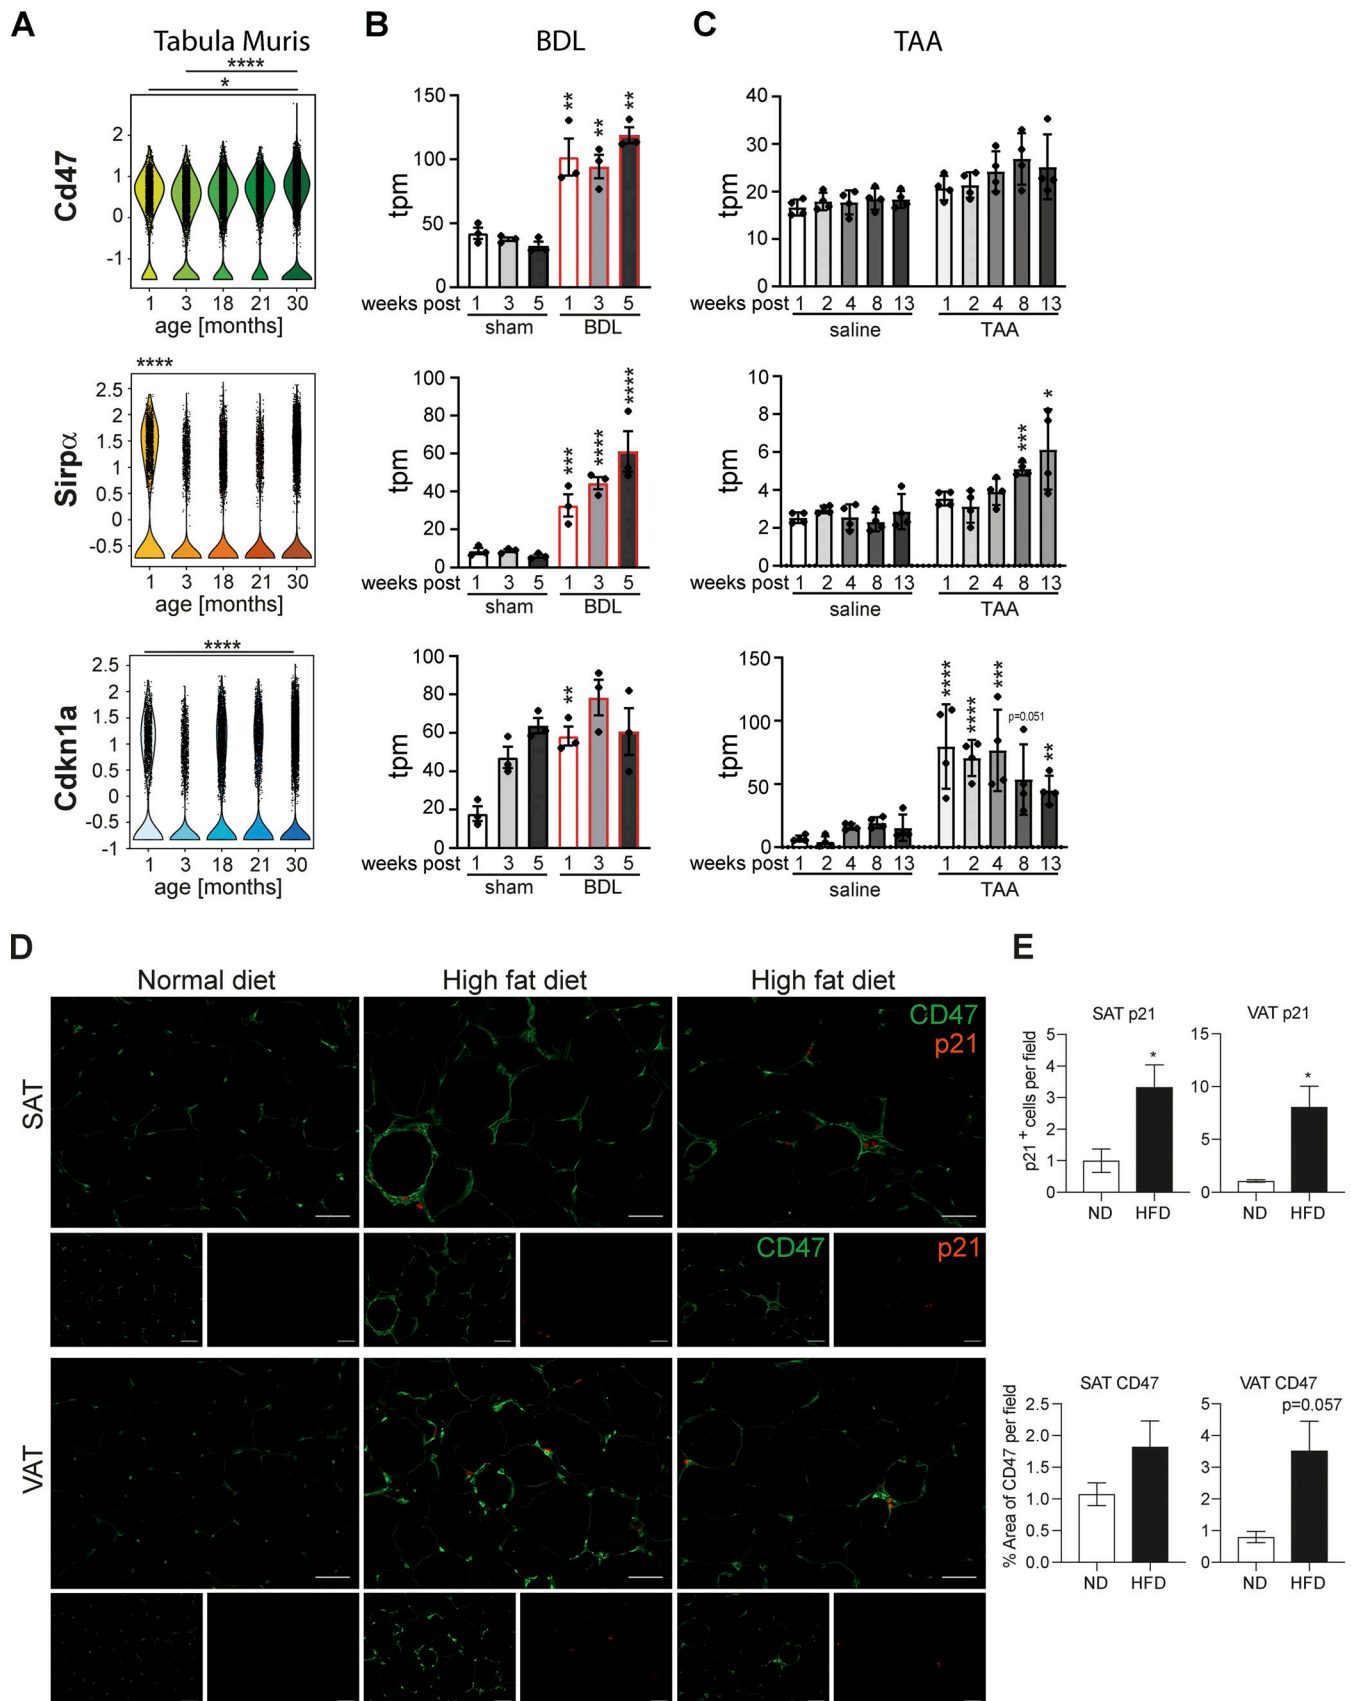 A
B
C
Tabula Muris
BDL
TAA
****
*
Cd47
2
1
0
-1
1 3 18 21 30
age [months]
tpm
150
100
50
0
** ** **
weeks post 1 3 5 1 3 5
sham BDL
tpm
40
30
20
10
0
weeks post 1 2 4 8 13 1 2 4 8 13
saline TAA
****
Sirpα
2.5
2
1.5
1
0.5
0
-0.5
1 3 18 21 30
age [months]
tpm
100
80
60
40
20
0
*** **** ****
weeks post 1 3 5 1 3 5
sham BDL
tpm
10
8
6
4
2
0
*** *
weeks post 1 2 4 8 13 1 2 4 8 13
saline TAA
****
Cdkn1a
2.5
2
1.5
1
0.5
0
-0.5
-1
1 3 18 21 30
age [months]
tpm
100
80
60
40
20
0
**
weeks post 1 3 5 1 3 5
sham BDL
tpm
150
100
50
0
**** **** *** p=0.051 **
weeks post 1 2 4 8 13 1 2 4 8 13
saline TAA
D
Normal diet
High fat diet
High fat diet
SAT
CD47
p21
CD47
p21
VAT
E
SAT p21
p21 + cells per field
5
4
3
2
1
0
*
ND HFD
VAT p21
15
10
5
0
*
ND HFD
SAT CD47
% Area of CD47 per field
2.5
2.0
1.5
1.0
0.5
0.0
ND HFD
VAT CD47
p=0.057
5
4
3
2
1
0
ND HFD